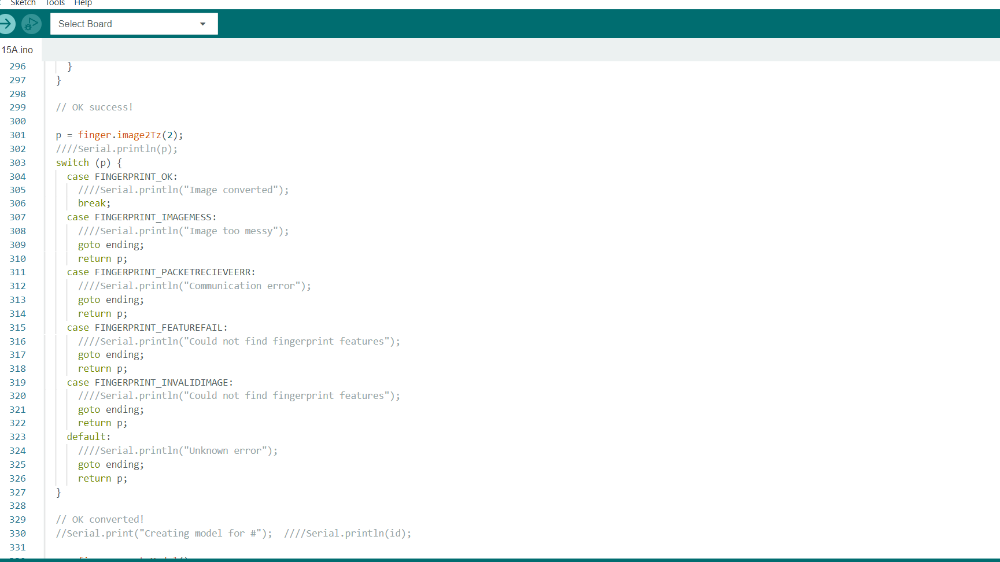 Sketch Tools Help
Select Board
15A.ino
296 }
297 }
298
299 // OK success!
300
301 p = finger.image2Tz(2);
302 ////Serial.println(p);
303 switch (p) {
304 case FINGERPRINT_OK:
305 ////Serial.println("Image converted");
306 break;
307 case FINGERPRINT_IMAGEMESS:
308 ////Serial.println("Image too messy");
309 goto ending;
310 return p;
311 case FINGERPRINT_PACKETRECIEVEERR:
312 ////Serial.println("Communication error");
313 goto ending;
314 return p;
315 case FINGERPRINT_FEATUREFAIL:
316 ////Serial.println("Could not find fingerprint features");
317 goto ending;
318 return p;
319 case FINGERPRINT_INVALIDIMAGE:
320 ////Serial.println("Could not find fingerprint features");
321 goto ending;
322 return p;
323 default:
324 ////Serial.println("Unknown error");
325 goto ending;
326 return p;
327 }
328
329 // OK converted!
330 //Serial.print("Creating model for #");  ////Serial.println(id);
331